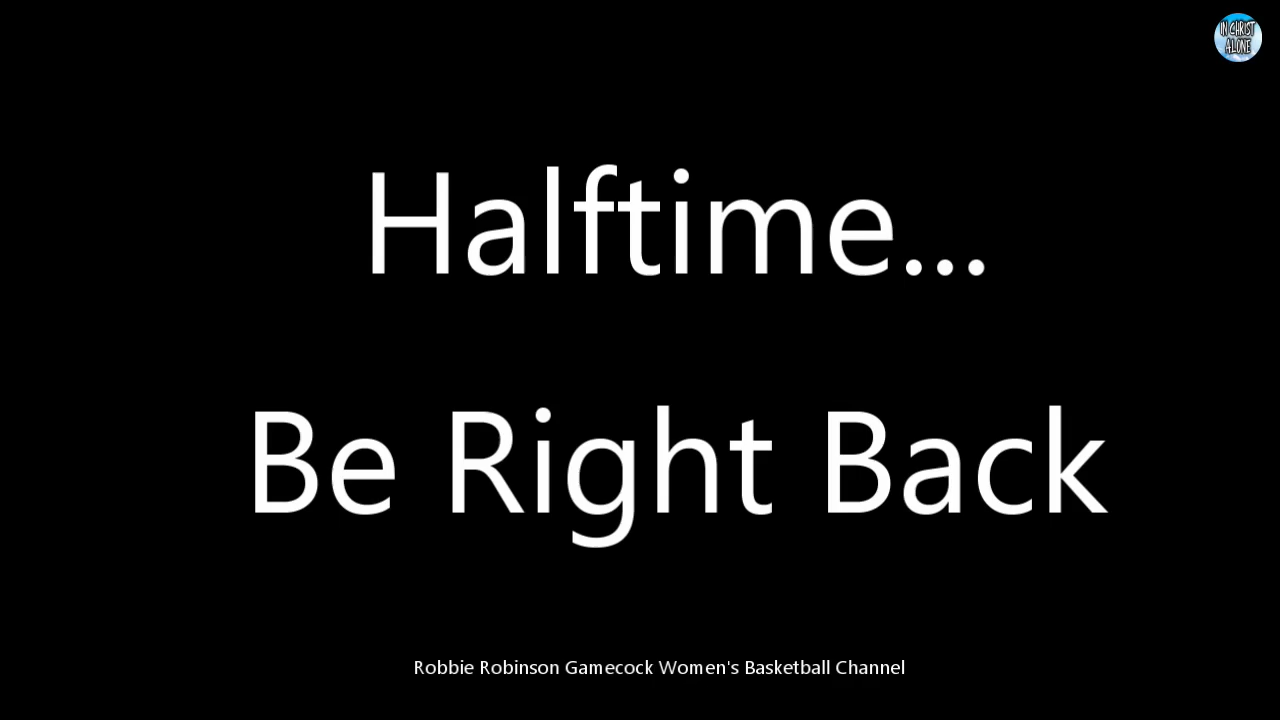 IN CHRIST
ALONE
Halftime...
Be Right Back
Robbie Robinson Gamecock Women's Basketball Channel